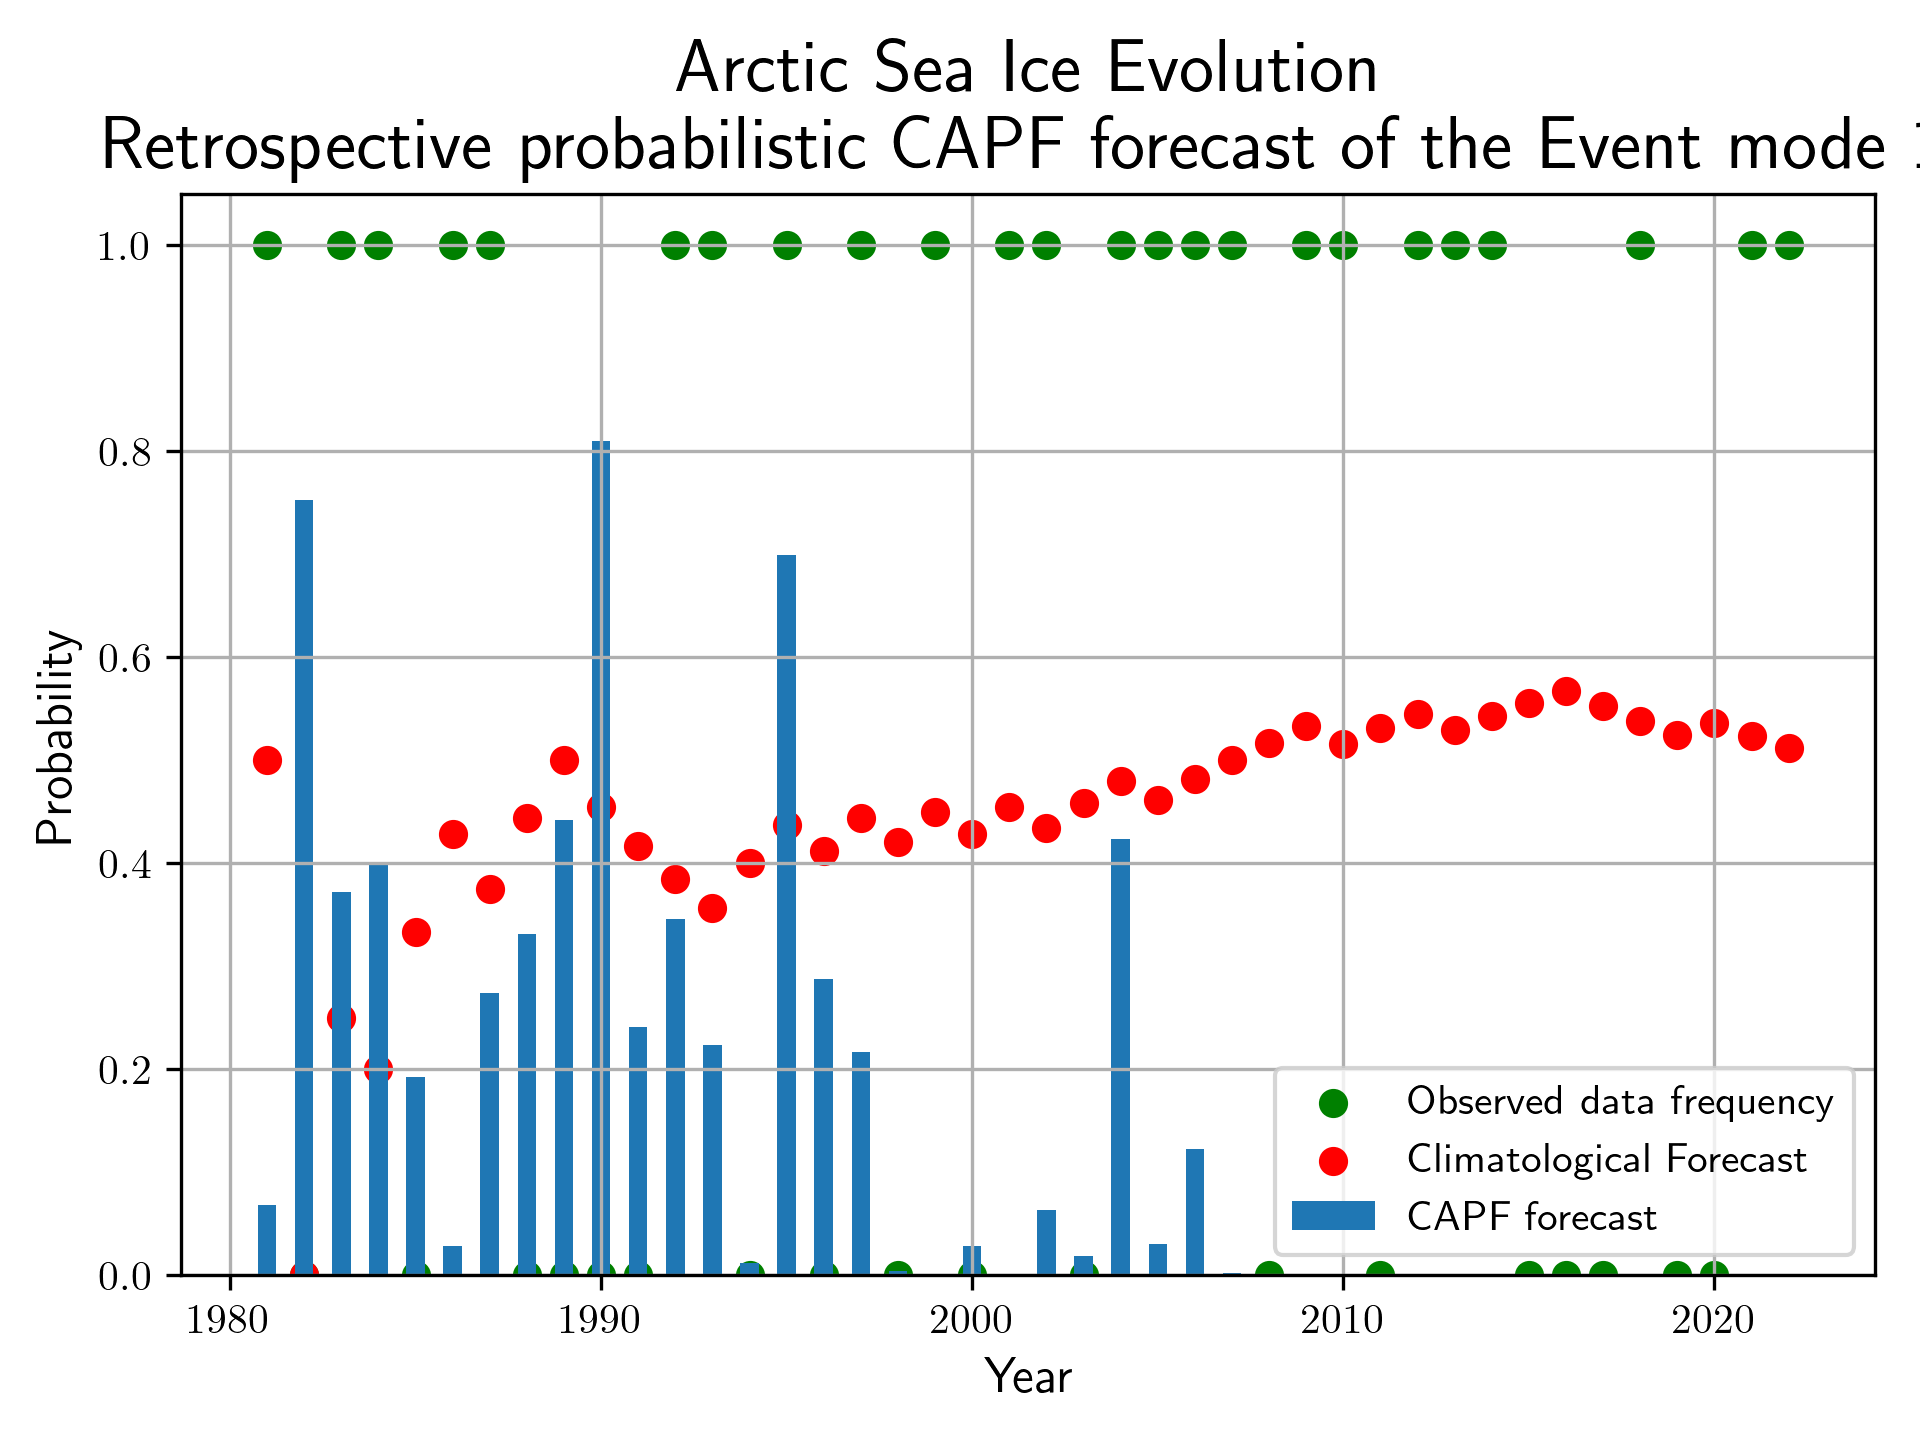 Arctic Sea Ice Evolution
Retrospective probabilistic CAPF forecast of the Event mode
1.0
0.8
0.6
0.4
0.2
0.0
Probability
Observed data frequency
Climatological Forecast
CAPF forecast
1980 1990 2000 2010 2020
Year